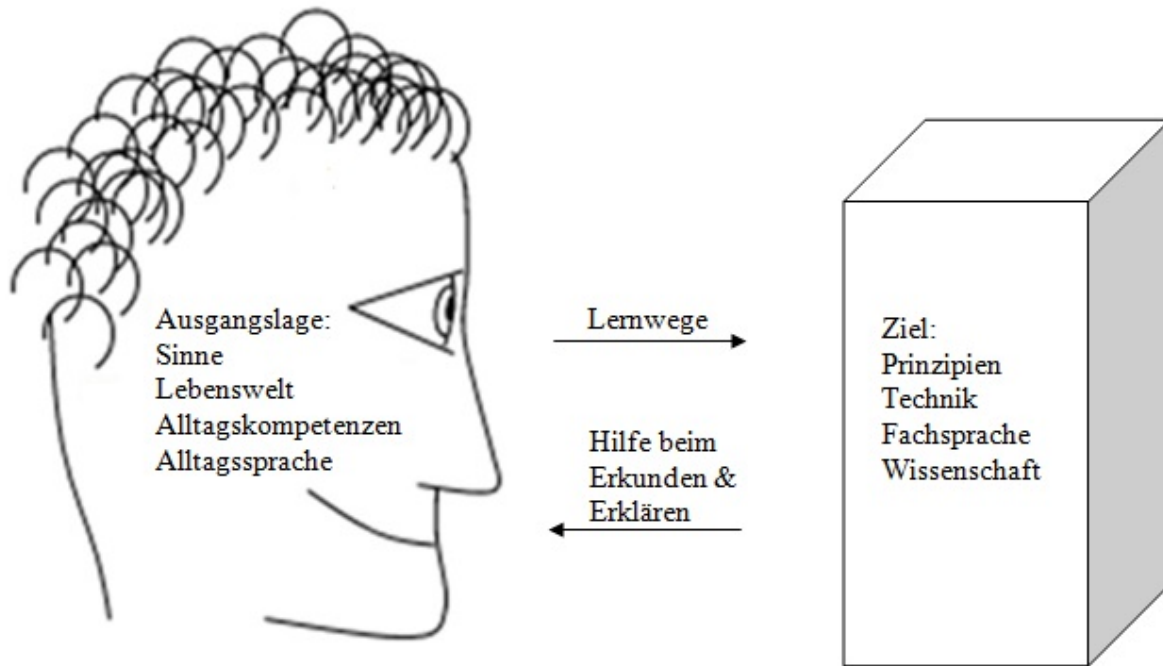 Ausgangslage:
Sinne
Lebenswelt
Alltagskompetenzen
Alltagssprache
Lernwege
Hilfe beim
Erkunden &
Erklären
Ziel:
Prinzipien
Technik
Fachsprache
Wissenschaft